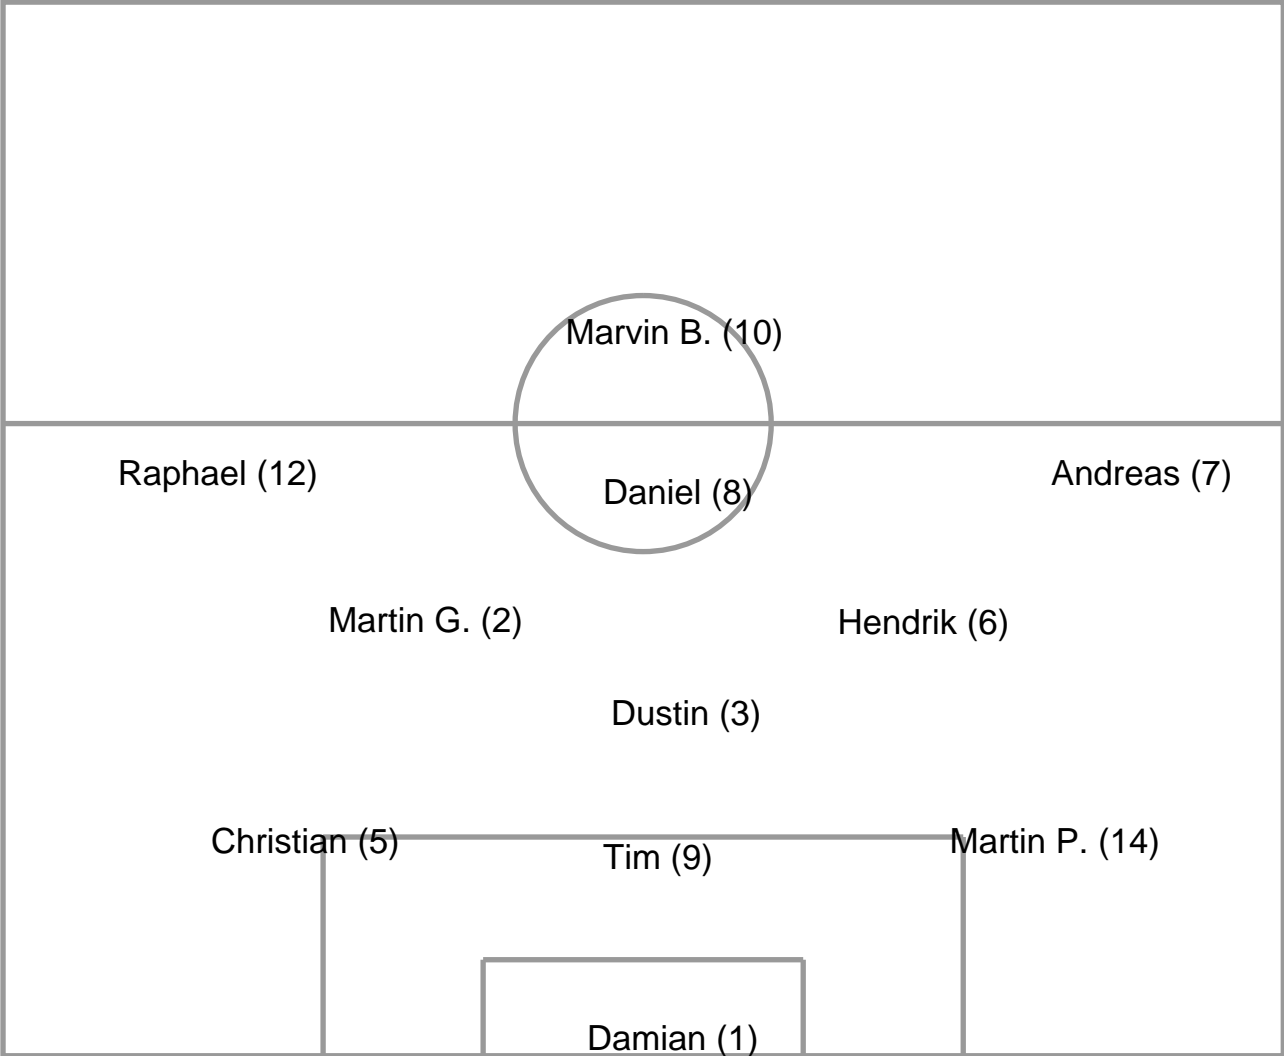 Marvin B. (10)
Raphael (12)
Daniel (8)
Andreas (7)
Martin G. (2)
Hendrik (6)
Dustin (3)
Christian (5)
Tim (9)
Martin P. (14)
Damian (1)